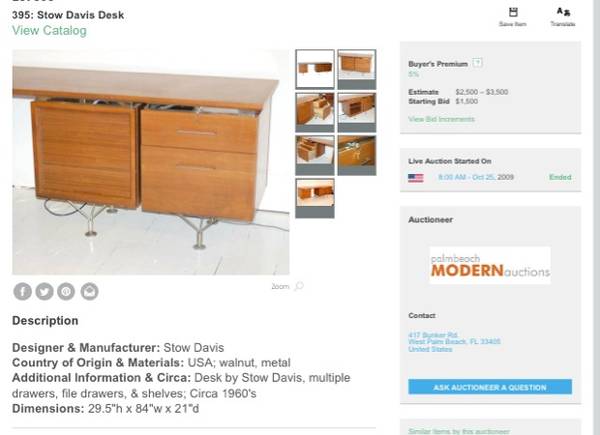 395: Stow Davis Desk
View Catalog
Save Item
Translate
Zoom
Description
Designer & Manufacturer: Stow Davis
Country of Origin & Materials: USA; walnut, metal
Additional Information & Circa: Desk by Stow Davis, multiple
drawers, file drawers, & shelves; Circa 1960's
Dimensions: 29.5"h x 84"w x 21"d
Buyer's Premium ?
5%
Estimate $2,500 – $3,500
Starting Bid $1,500
View Bid Increments
Live Auction Started On
8:00 AM - Oct 25, 2009 Ended
Auctioneer
palmbeach
MODERNauctions
Contact
417 Bunker Rd.
West Palm Beach, FL 33405
United States
ASK AUCTIONEER A QUESTION
Similar items by this auctioneer